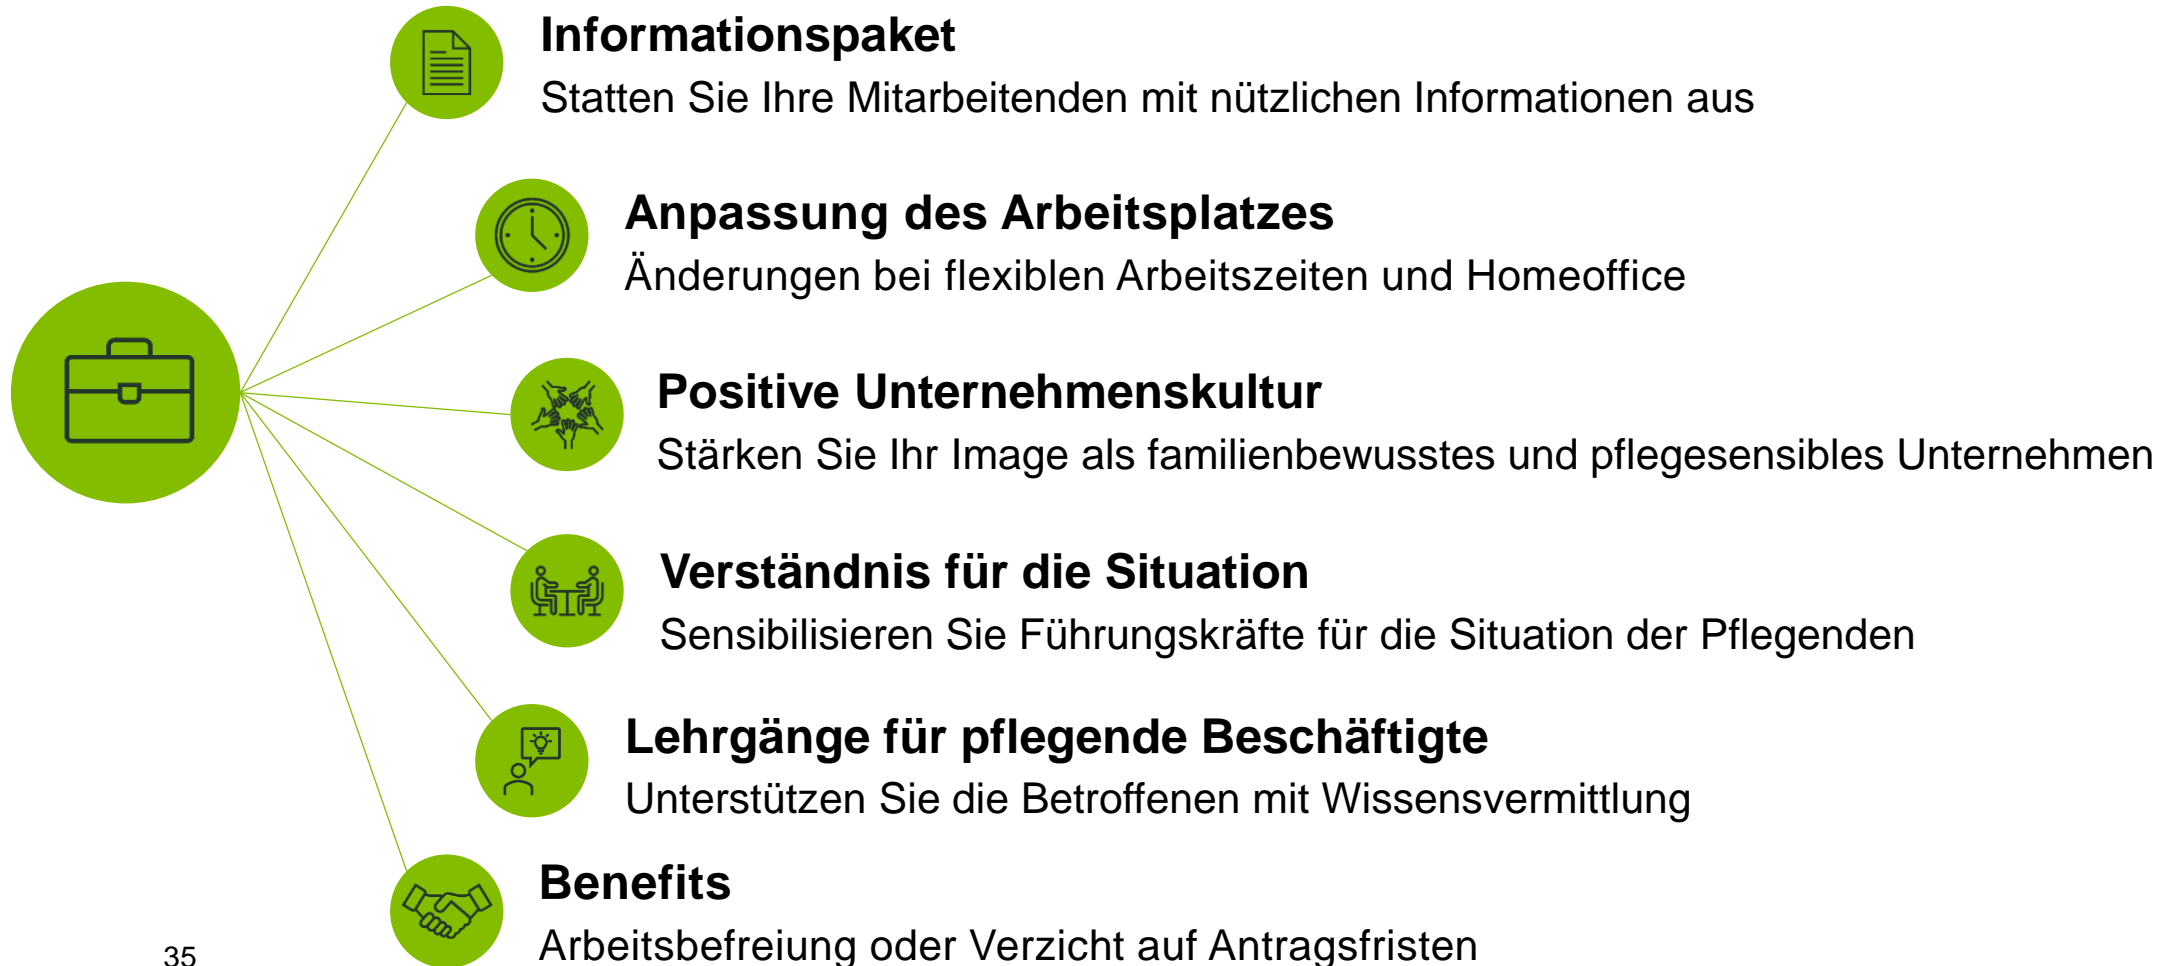 Informationspaket
Statten Sie Ihre Mitarbeitenden mit nützlichen Informationen aus
Anpassung des Arbeitsplatzes
Änderungen bei flexiblen Arbeitszeiten und Homeoffice
Positive Unternehmenskultur
Stärken Sie Ihr Image als familienbewusstes und pflegesensibles Unternehmen
Verständnis für die Situation
Sensibilisieren Sie Führungskräfte für die Situation der Pflegenden
Lehrgänge für pflegende Beschäftigte
Unterstützen Sie die Betroffenen mit Wissensvermittlung
Benefits
Arbeitsbefreiung oder Verzicht auf Antragsfristen
35